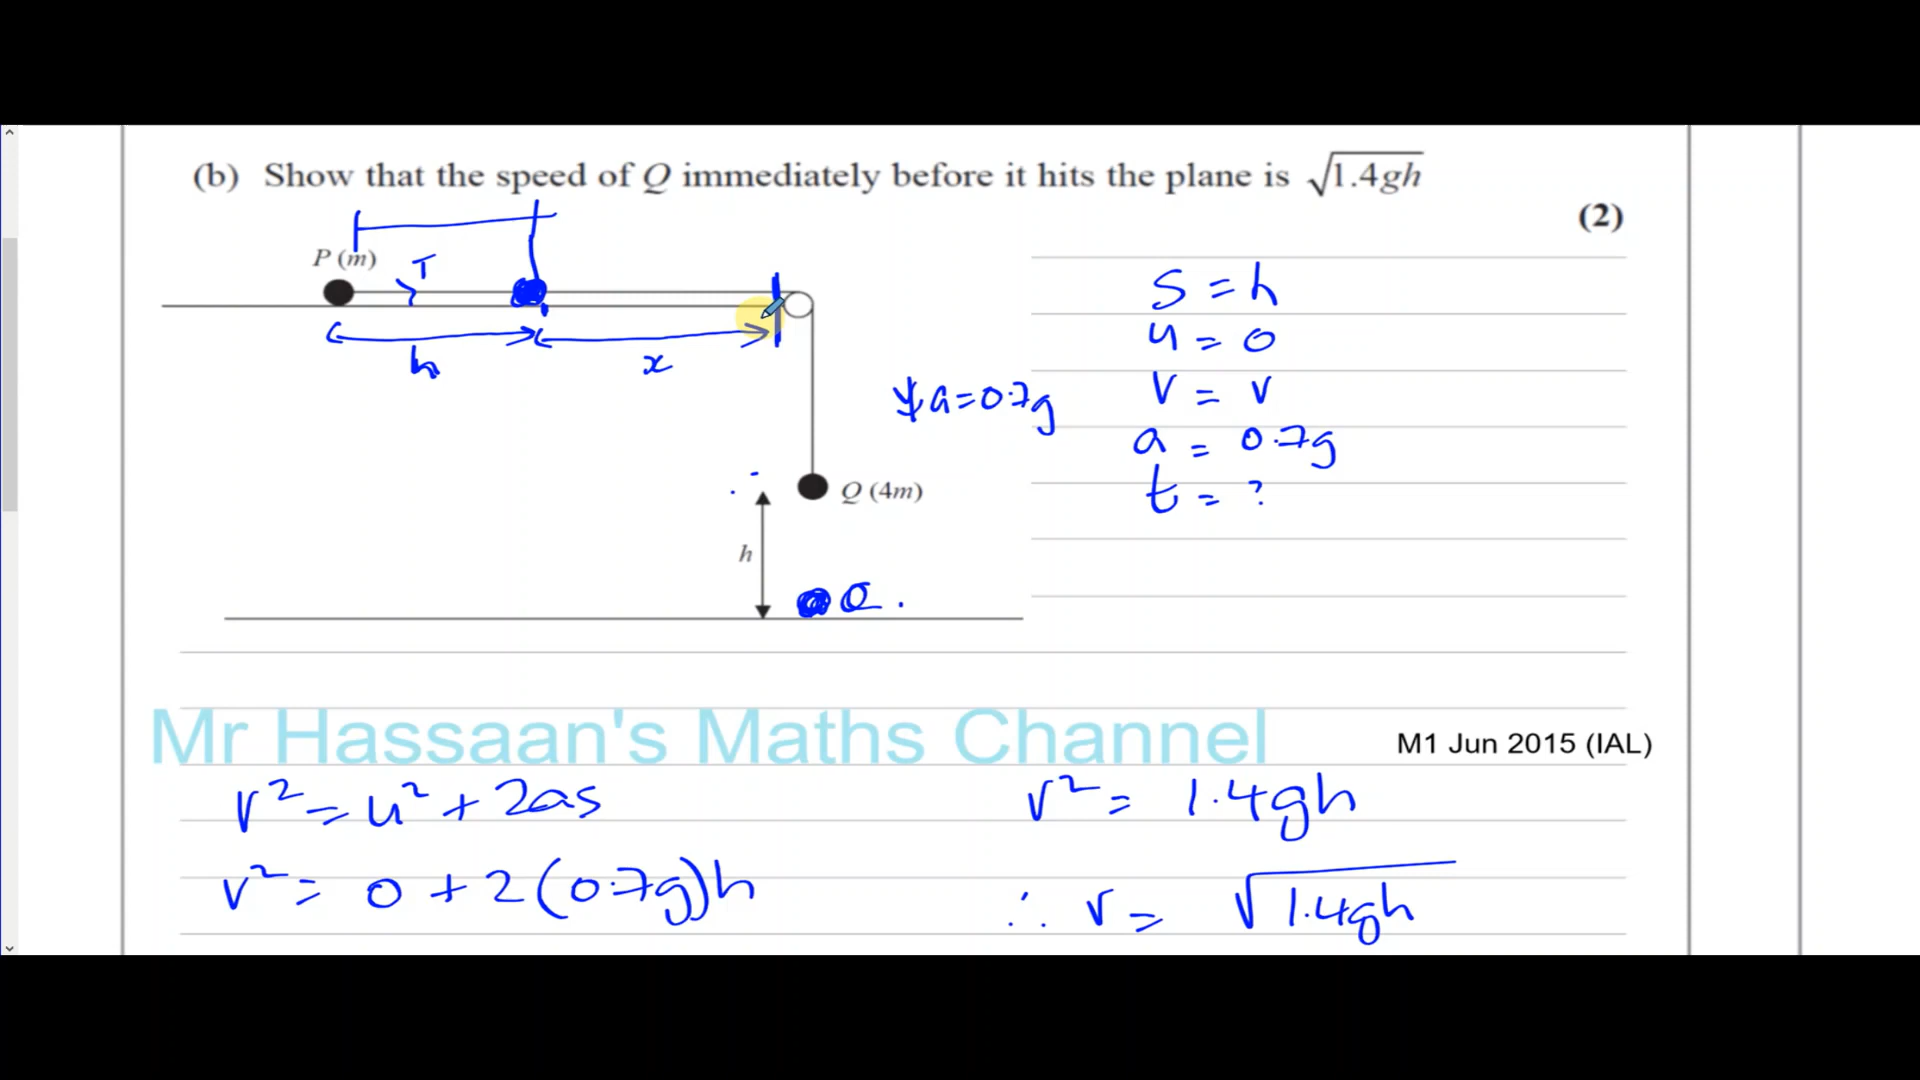 (b) Show that the speed of Q immediately before it hits the plane is √1.4gh
(2)
P (m)
T
h
x
a = 0.7g
Q (4m)
h
Q .
s = h
u = 0
v = v
a = 0.7g
t = ?
Mr Hassaan's Maths Channel
M1 Jun 2015 (IAL)
v² = u² + 2as
v² = 0 + 2(0.7g)h
v² = 1.4gh
∴ v = √1.4gh